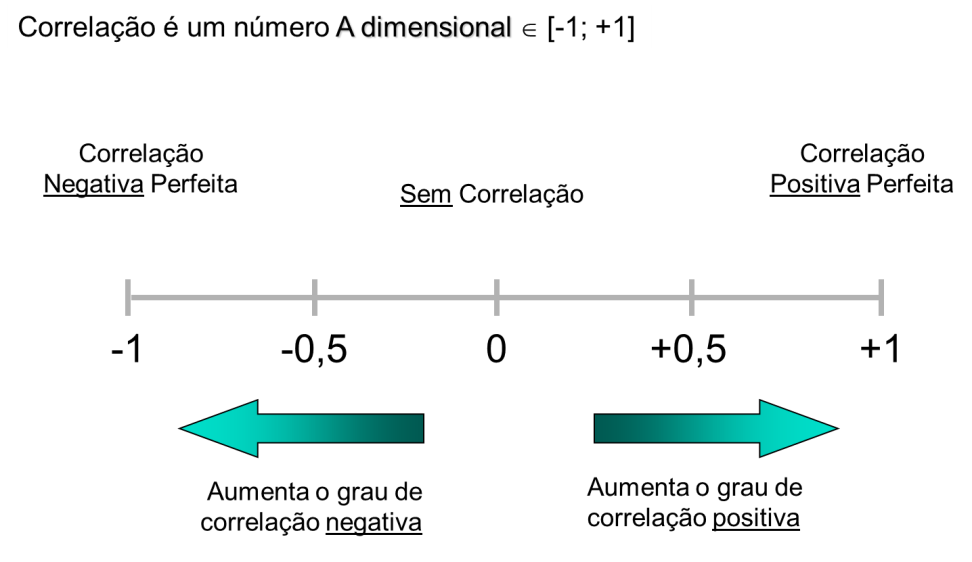 Correlação é um número A dimensional ∈ [-1; +1]
Correlação
Negativa Perfeita
Sem Correlação
Correlação
Positiva Perfeita
-1
-0,5
0
+0,5
+1
Aumenta o grau de
correlação negativa
Aumenta o grau de
correlação positiva